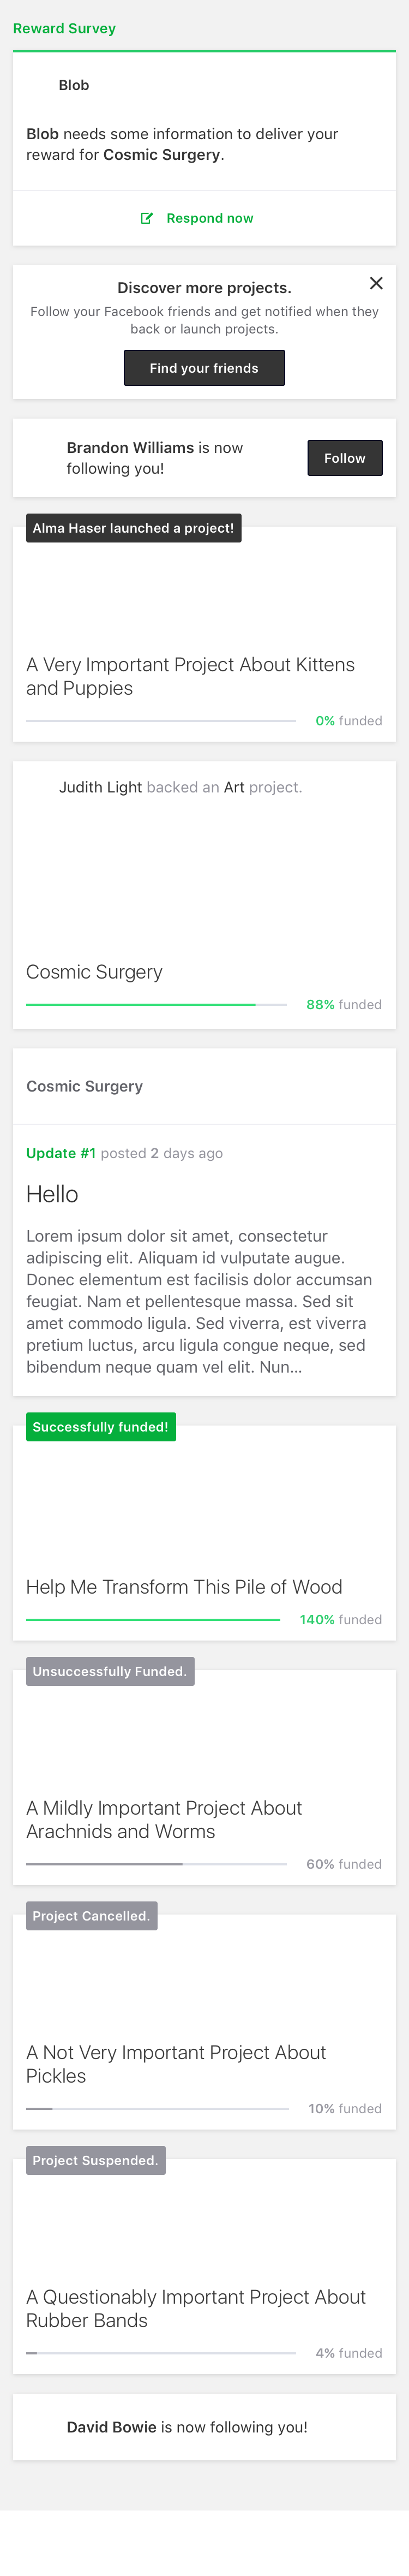 Reward Survey
Blob
Blob needs some information to deliver your
reward for Cosmic Surgery.
Respond now
Discover more projects.
Follow your Facebook friends and get notified when they
back or launch projects.
Find your friends
Brandon Williams is now
following you!
Follow
Alma Haser launched a project!
A Very Important Project About Kittens
and Puppies
0% funded
Judith Light backed an Art project.
Cosmic Surgery
88% funded
Cosmic Surgery
Update #1 posted 2 days ago
Hello
Lorem ipsum dolor sit amet, consectetur
adipiscing elit. Aliquam id vulputate augue.
Donec elementum est facilisis dolor accumsan
feugiat. Nam et pellentesque massa. Sed sit
amet commodo ligula. Sed viverra, est viverra
pretium luctus, arcu ligula congue neque, sed
bibendum neque quam vel elit. Nun...
Successfully funded!
Help Me Transform This Pile of Wood
140% funded
Unsuccessfully Funded.
A Mildly Important Project About
Arachnids and Worms
60% funded
Project Cancelled.
A Not Very Important Project About
Pickles
10% funded
Project Suspended.
A Questionably Important Project About
Rubber Bands
4% funded
David Bowie is now following you!